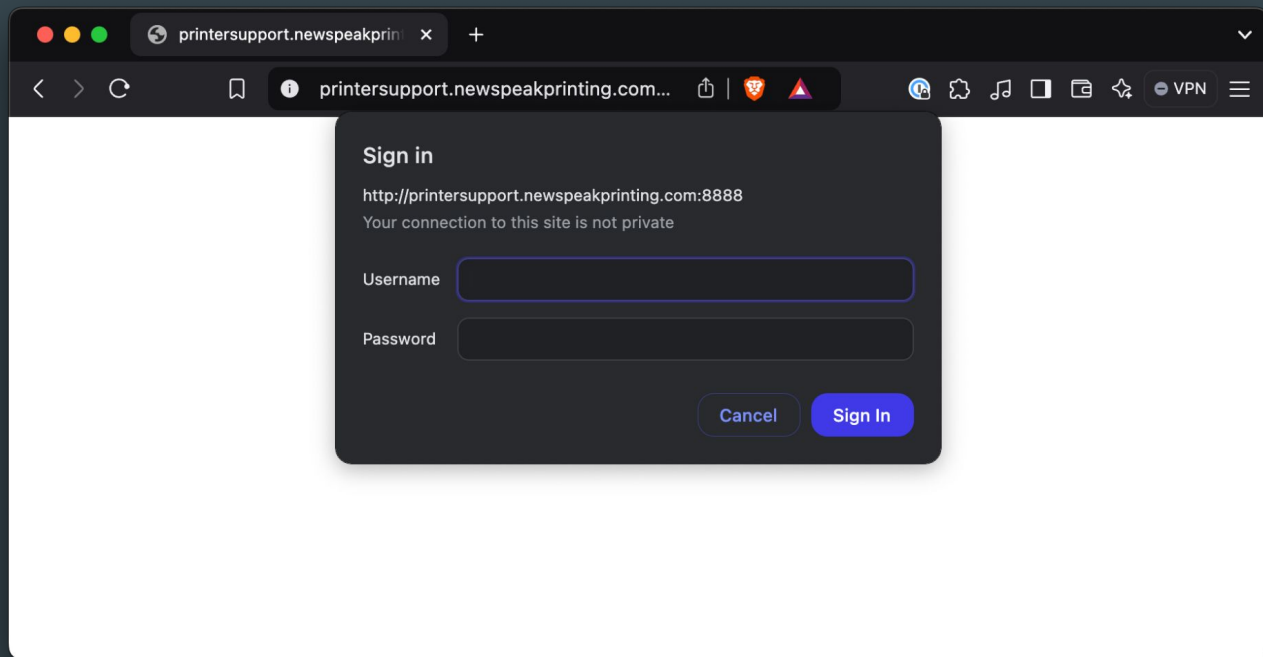 printersupport.newspeakprin
printersupport.newspeakprinting.com...
VPN
Sign in
http://printersupport.newspeakprinting.com:8888
Your connection to this site is not private
Username
Password
Cancel
Sign In